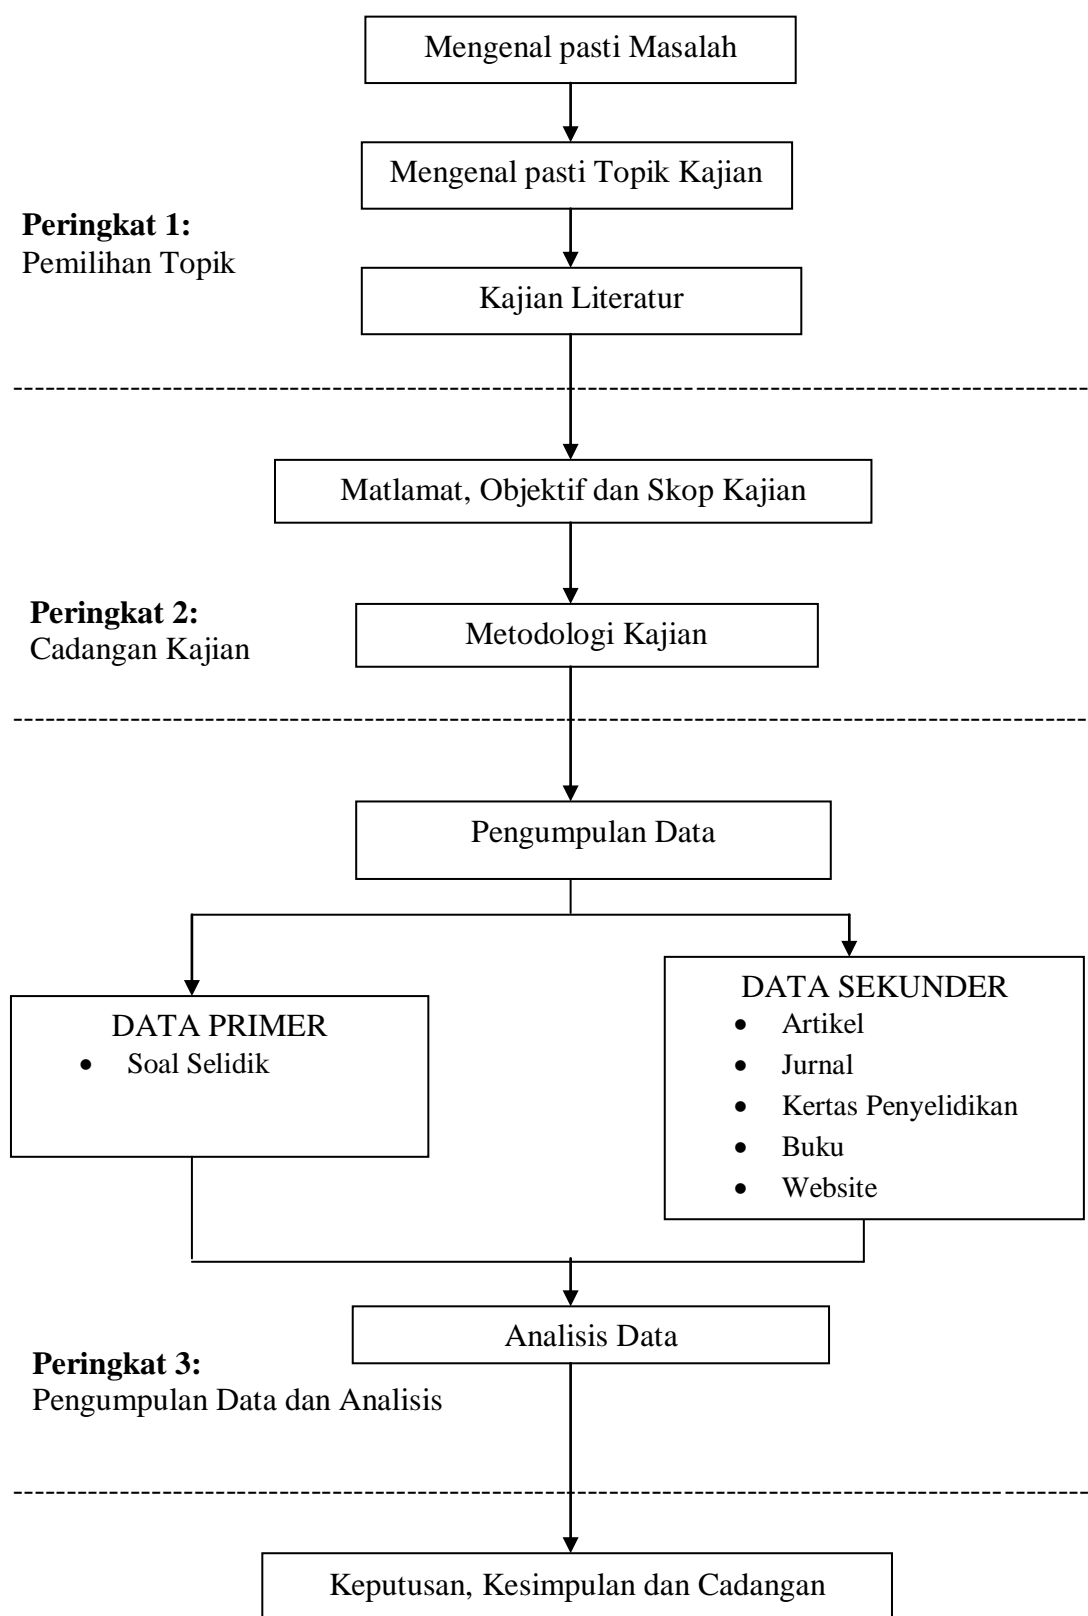 Mengenal pasti Masalah
Mengenal pasti Topik Kajian
Peringkat 1:
Pemilihan Topik
Kajian Literatur
Matlamat, Objektif dan Skop Kajian
Peringkat 2:
Cadangan Kajian
Metodologi Kajian
Pengumpulan Data
DATA PRIMER
• Soal Selidik
DATA SEKUNDER
• Artikel
• Jurnal
• Kertas Penyelidikan
• Buku
• Website
Analisis Data
Peringkat 3:
Pengumpulan Data dan Analisis
Keputusan, Kesimpulan dan Cadangan